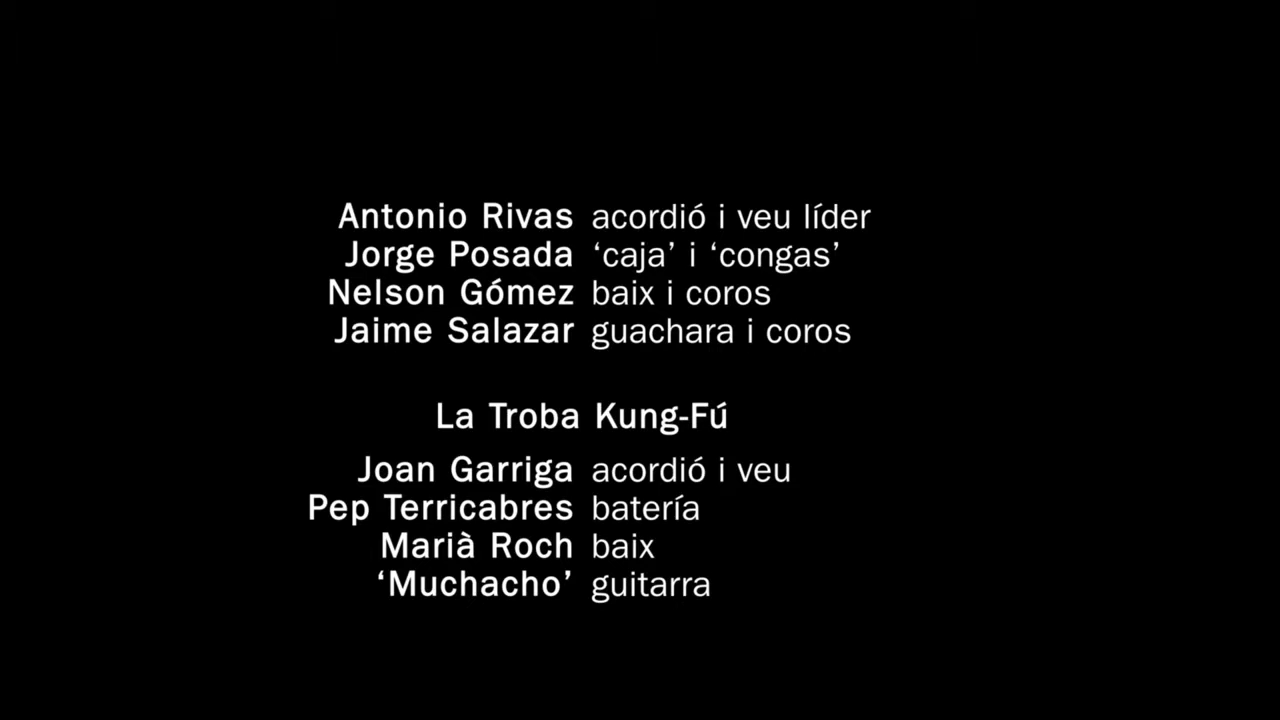 Antonio Rivas acordió i veu líder
Jorge Posada ‘caja’ i ‘congas’
Nelson Gómez baix i coros
Jaime Salazar guachara i coros
La Troba Kung-Fú
Joan Garriga acordió i veu
Pep Terricabres batería
Marià Roch baix
‘Muchacho’ guitarra